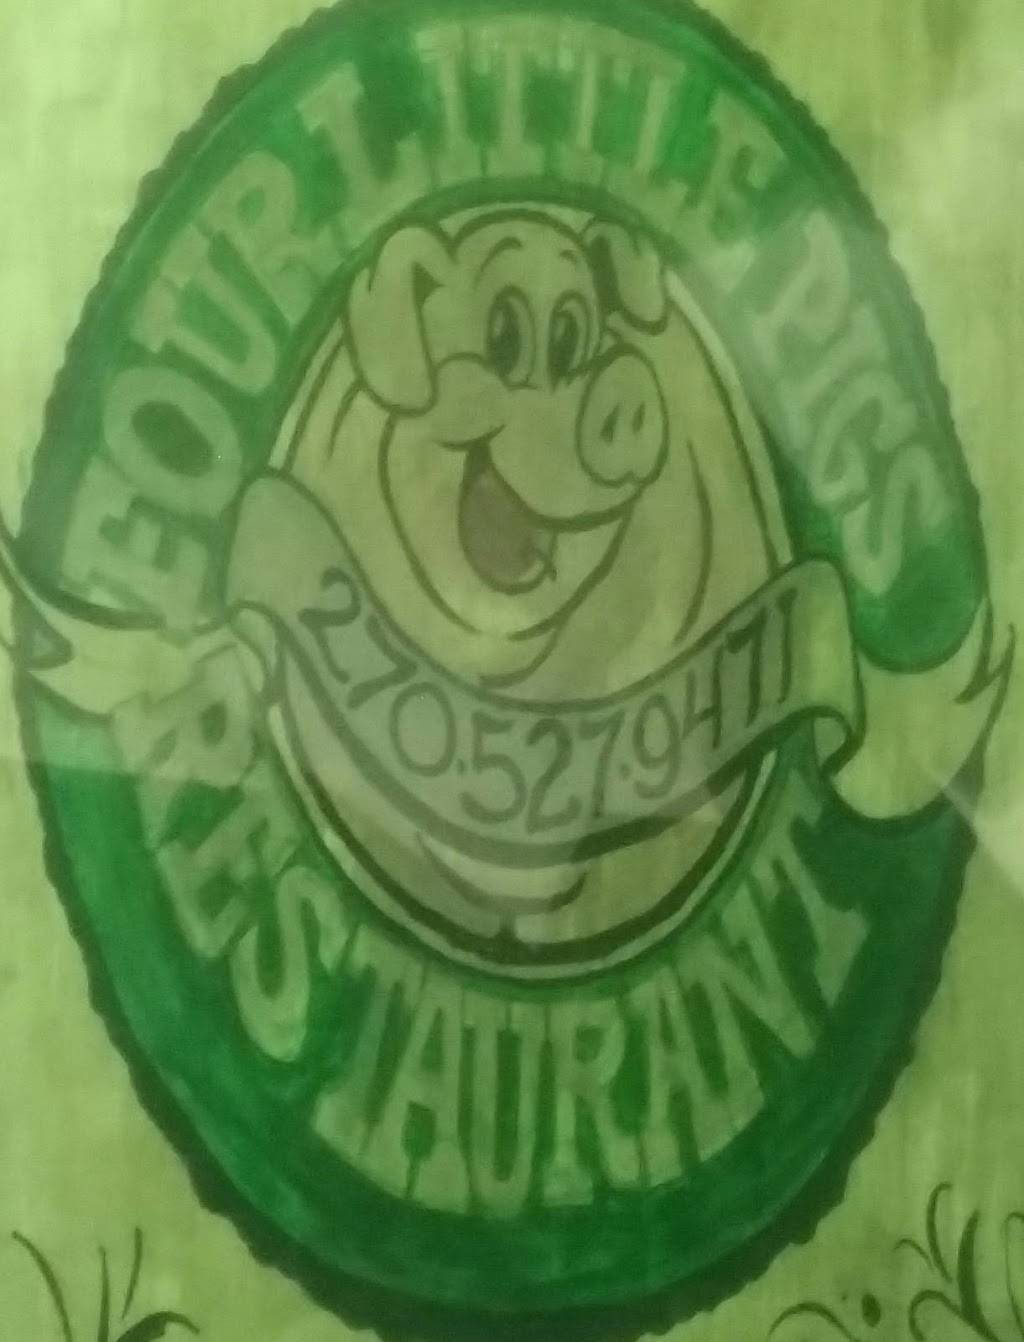 FOUR LITTLE PIGS
270.527.9471
RESTAURANT